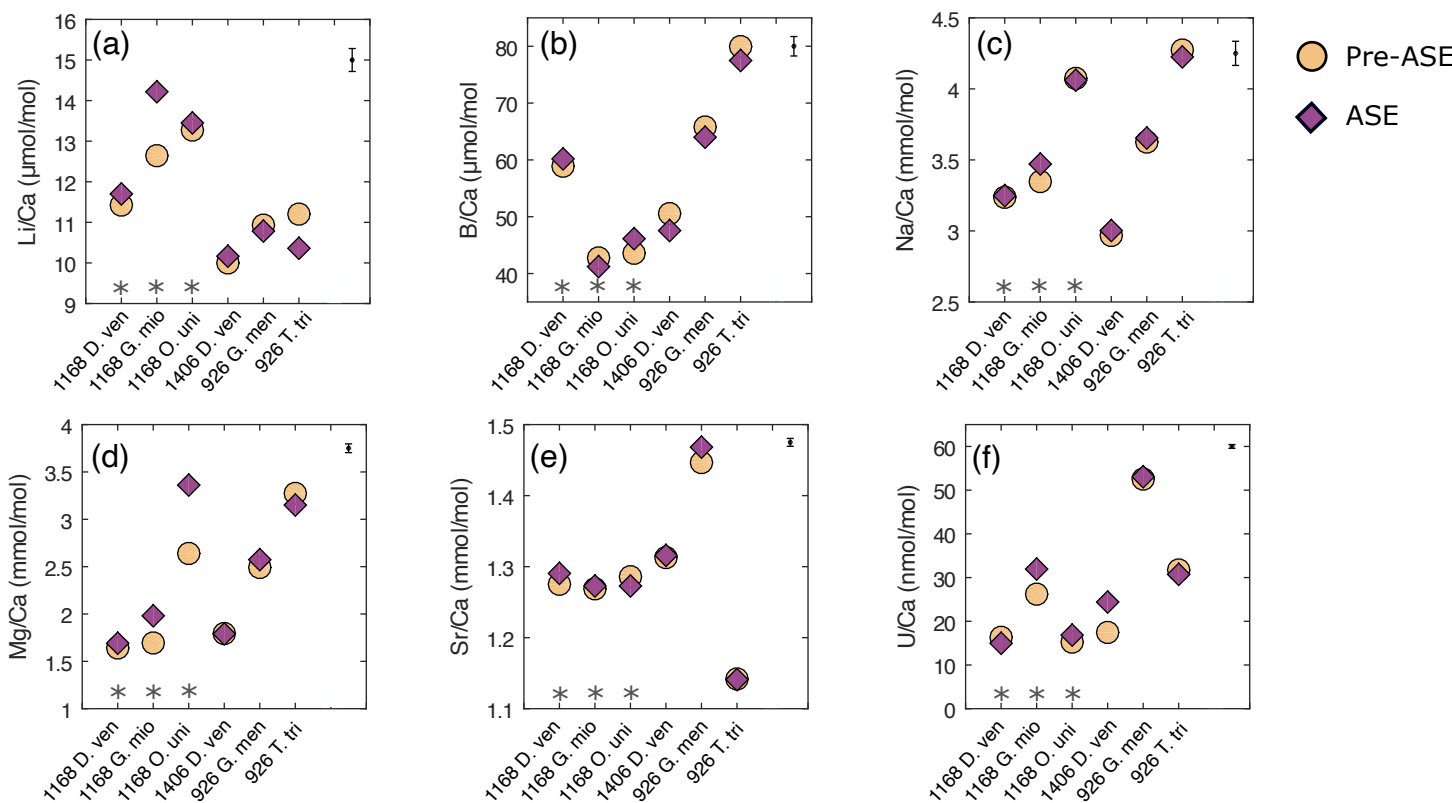 (a)
Li/Ca (μmol/mol)
16
15
14
13
12
11
10
9
* * *
1168 D. ven
1168 G. mio
1168 O. uni
1406 D. ven
926 G. men
926 T. tri
(b)
B/Ca (μmol/mol)
80
70
60
50
40
* * *
1168 D. ven
1168 G. mio
1168 O. uni
1406 D. ven
926 G. men
926 T. tri
(c)
Na/Ca (mmol/mol)
4.5
4
3.5
3
2.5
* * *
1168 D. ven
1168 G. mio
1168 O. uni
1406 D. ven
926 G. men
926 T. tri
Pre-ASE
ASE
(d)
Mg/Ca (mmol/mol)
4
3.5
3
2.5
2
1.5
1
* * *
1168 D. ven
1168 G. mio
1168 O. uni
1406 D. ven
926 G. men
926 T. tri
(e)
Sr/Ca (mmol/mol)
1.5
1.4
1.3
1.2
1.1
* * *
1168 D. ven
1168 G. mio
1168 O. uni
1406 D. ven
926 G. men
926 T. tri
(f)
U/Ca (nmol/mol)
60
50
40
30
20
10
0
* * *
1168 D. ven
1168 G. mio
1168 O. uni
1406 D. ven
926 G. men
926 T. tri